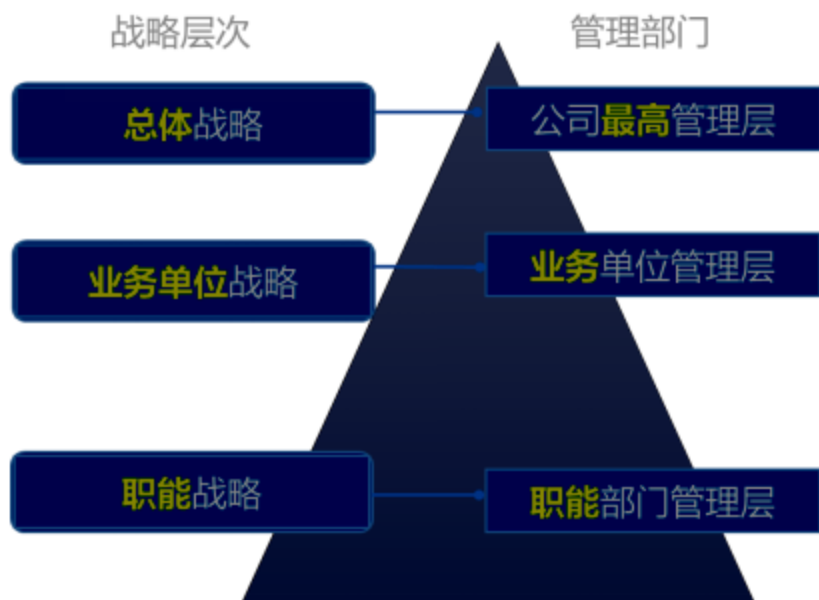 战略层次
管理部门
总体战略
公司最高管理层
业务单位战略
业务单位管理层
职能战略
职能部门管理层